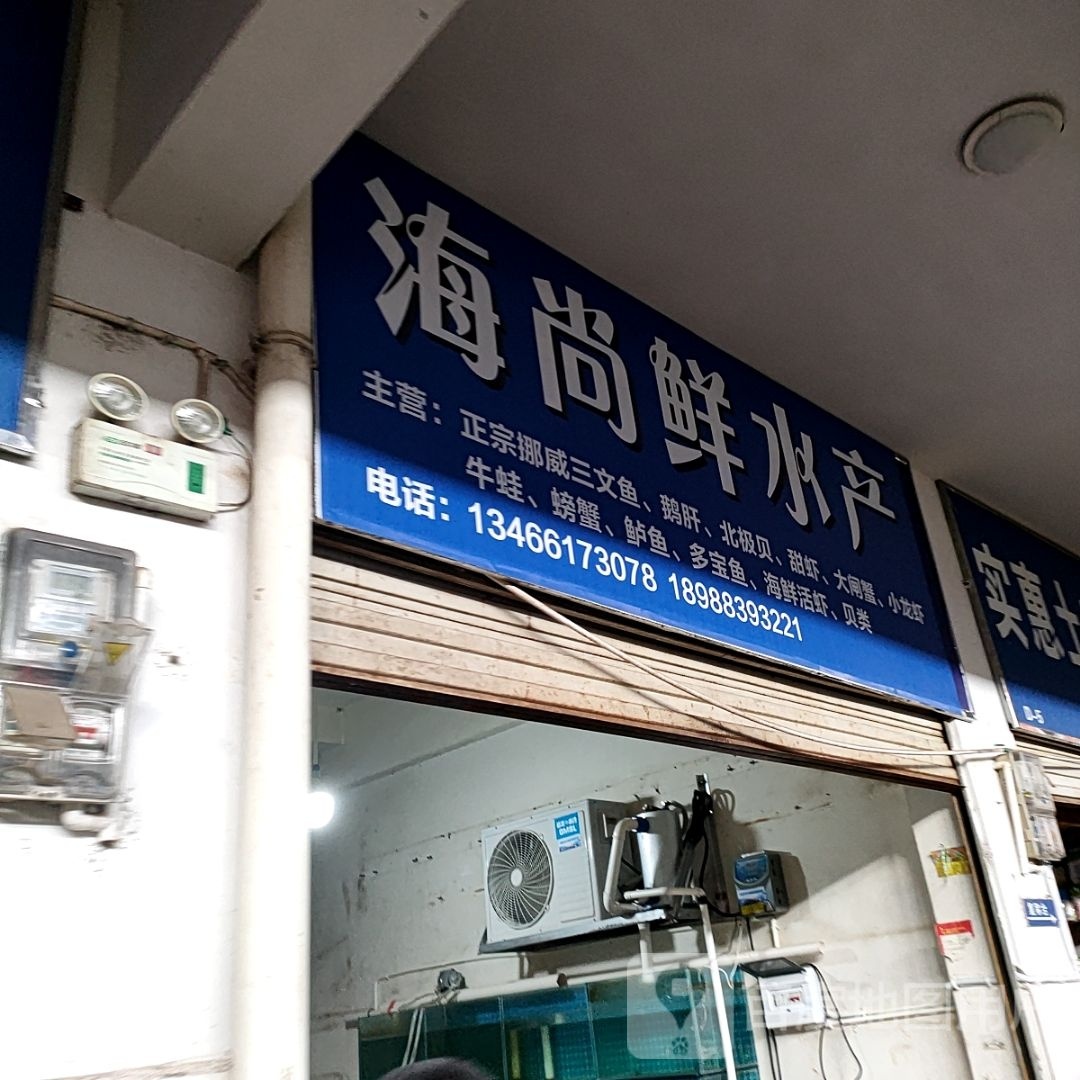 海尚鲜水产
主营：正宗挪威三文鱼、鹅肝、北极贝、甜虾、大闸蟹、小龙虾
牛蛙、螃蟹、鲈鱼、多宝鱼、海鲜活虾、贝类
电话：13466173078 18988393221
实惠
D-5